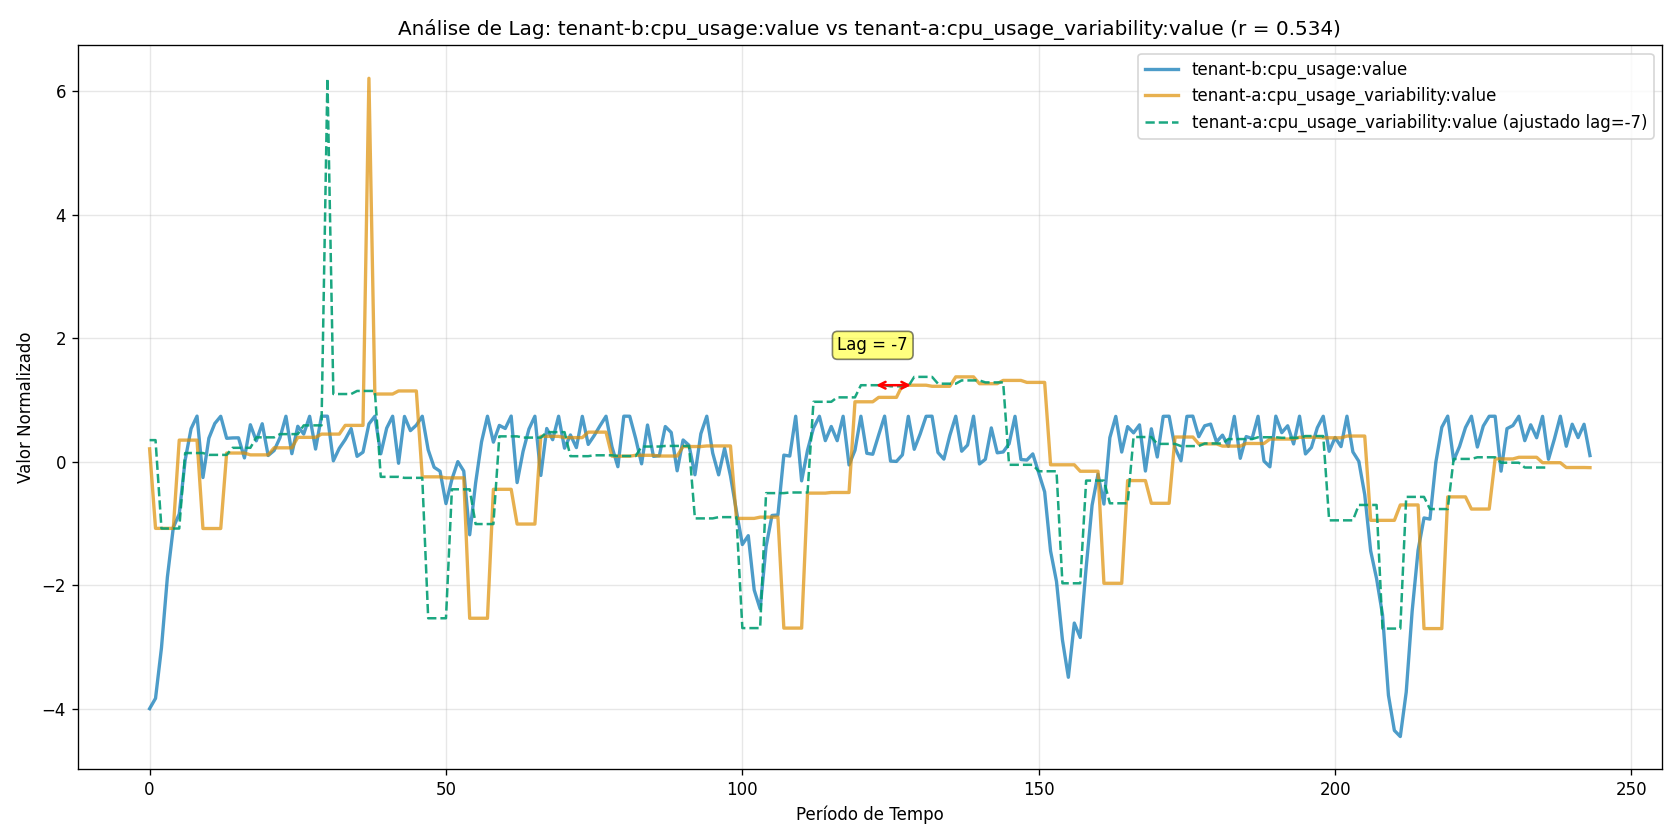 Análise de Lag: tenant-b:cpu_usage:value vs tenant-a:cpu_usage_variability:value (r = 0.534)
tenant-b:cpu_usage:value
tenant-a:cpu_usage_variability:value
tenant-a:cpu_usage_variability:value (ajustado lag=-7)
Lag = -7
Valor Normalizado
6
4
2
0
−2
−4
0 50 100 150 200 250
Período de Tempo